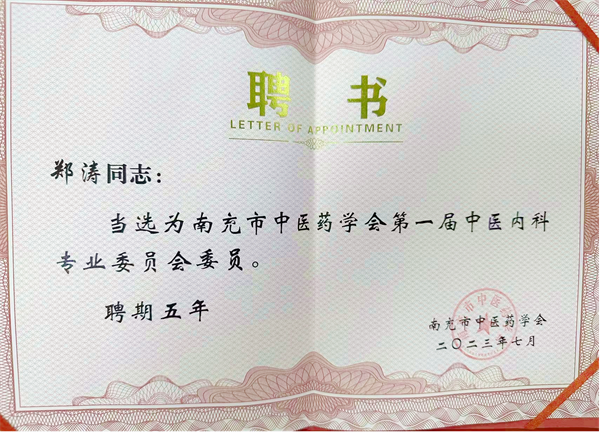 聘书
LETTER OF APPOINTMENT
郑涛同志：
当选为南充市中医药学会第一届中医内科
专业委员会委员。
聘期五年
南充市中医药学会
二〇二三年七月